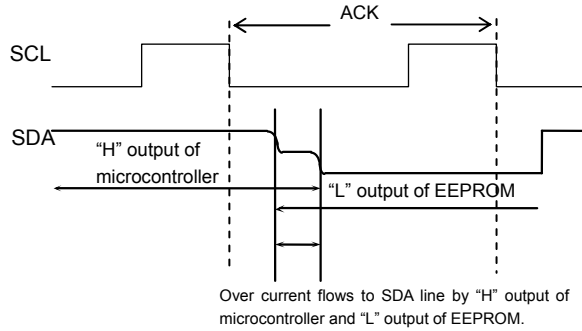 ACK
SCL
SDA
“H” output of
microcontroller
“L” output of EEPROM
Over current flows to SDA line by “H” output of
microcontroller and “L” output of EEPROM.